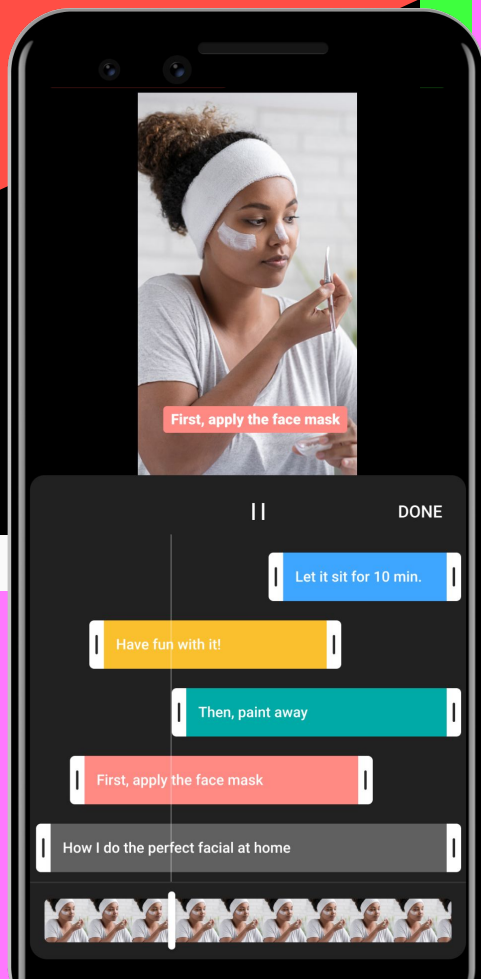 First, apply the face mask
DONE
Let it sit for 10 min.
Have fun with it!
Then, paint away
First, apply the face mask
How I do the perfect facial at home